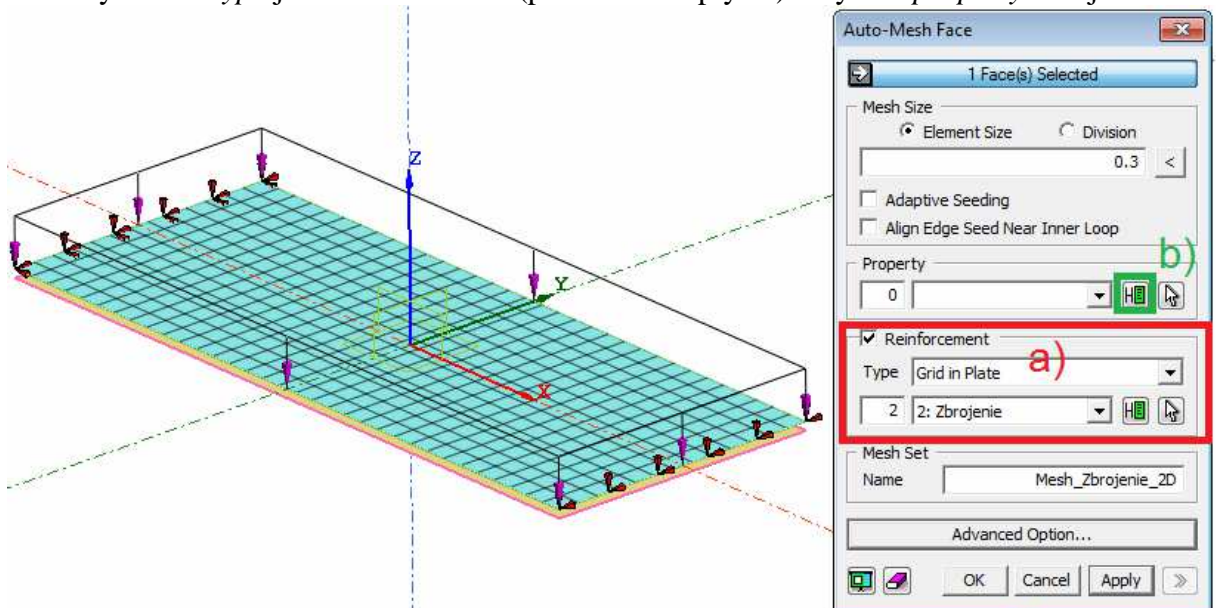 Auto-Mesh Face
1 Face(s) Selected
Mesh Size
Element Size Division
0.3 <
Adaptive Seeding
Align Edge Seed Near Inner Loop
b)
Property
0
Reinforcement
a)
Type Grid in Plate
2 2: Zbrojenie
Mesh Set
Name Mesh_Zbrojenie_2D
Advanced Option...
OK Cancel Apply >>
Z
Y
X